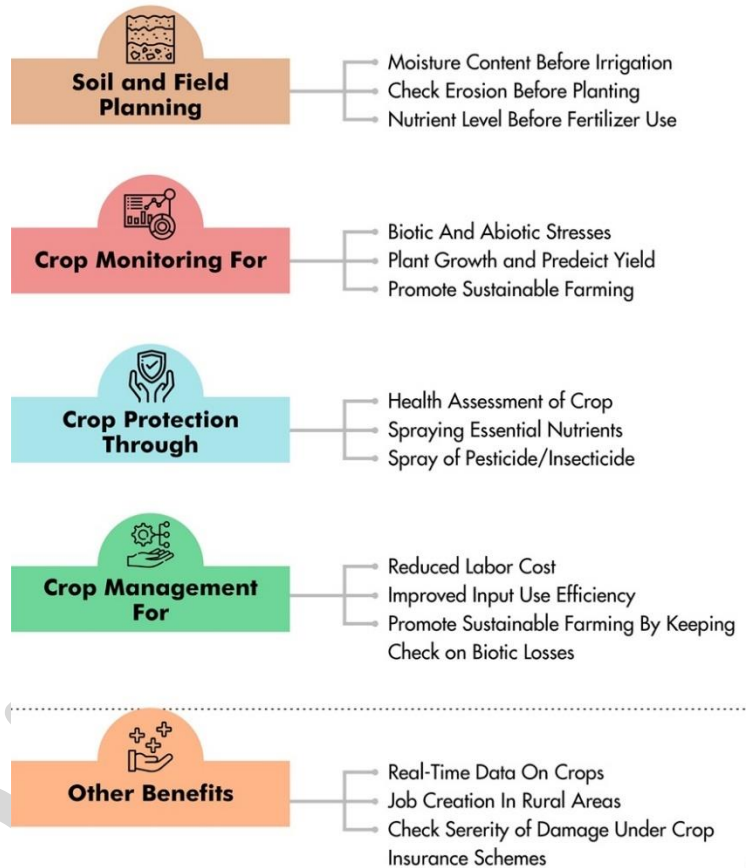 Soil and Field
Planning
Moisture Content Before Irrigation
Check Erosion Before Planting
Nutrient Level Before Fertilizer Use
Crop Monitoring For
Biotic And Abiotic Stresses
Plant Growth and Predeict Yield
Promote Sustainable Farming
Crop Protection
Through
Health Assessment of Crop
Spraying Essential Nutrients
Spray of Pesticide/Insecticide
Crop Management
For
Reduced Labor Cost
Improved Input Use Efficiency
Promote Sustainable Farming By Keeping
Check on Biotic Losses
Other Benefits
Real-Time Data On Crops
Job Creation In Rural Areas
Check Sererity of Damage Under Crop
Insurance Schemes